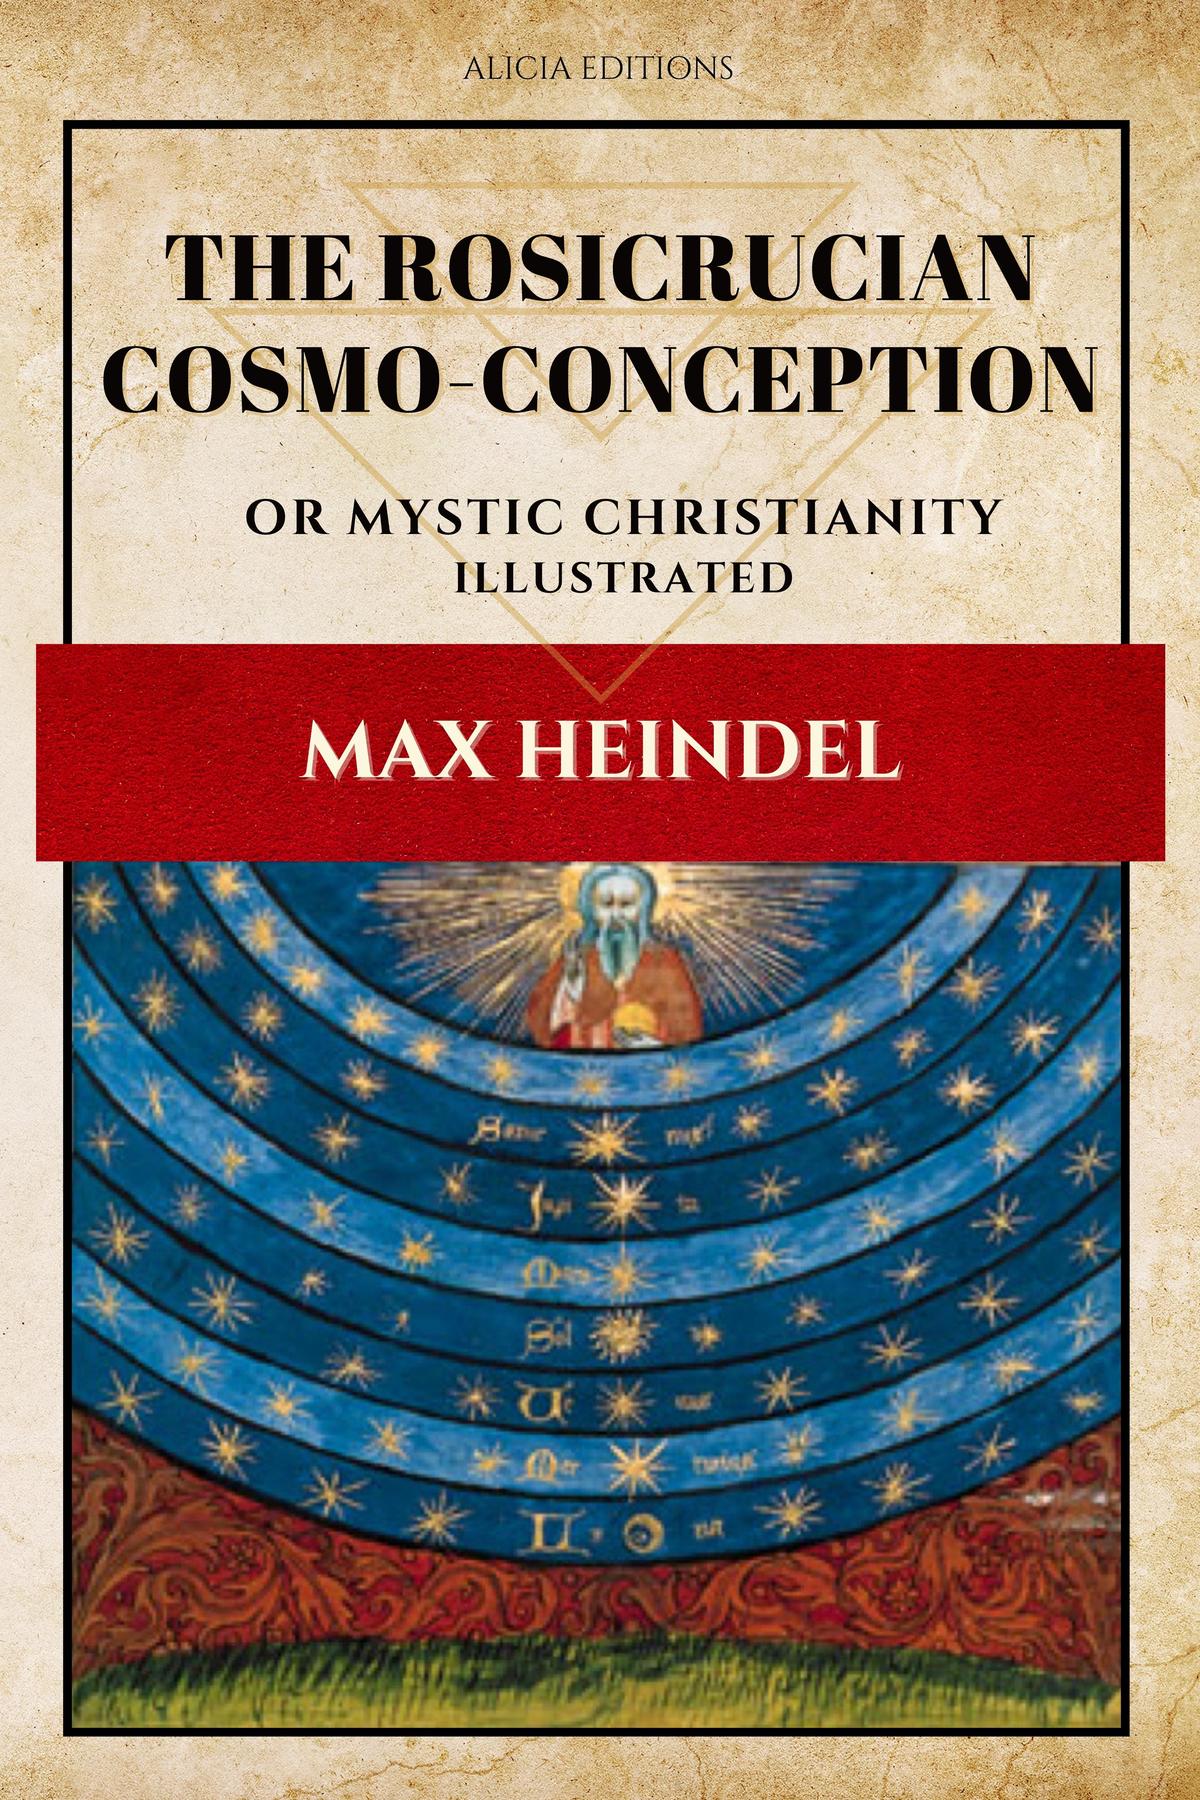 ALICIA EDITIONS
THE ROSICRUCIAN
COSMO-CONCEPTION
OR MYSTIC CHRISTIANITY
ILLUSTRATED
MAX HEINDEL
Sol